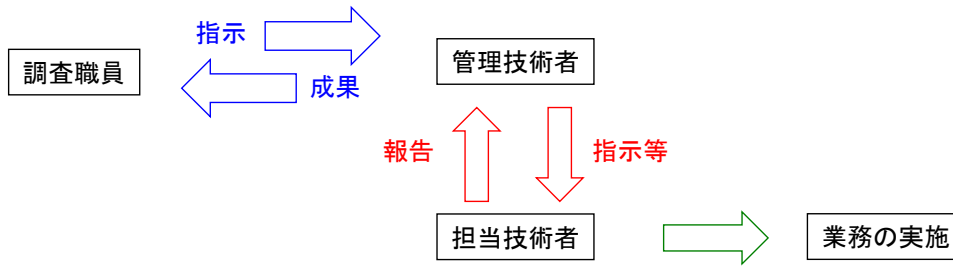 指示
調査職員
管理技術者
成果
報告
指示等
担当技術者
業務の実施